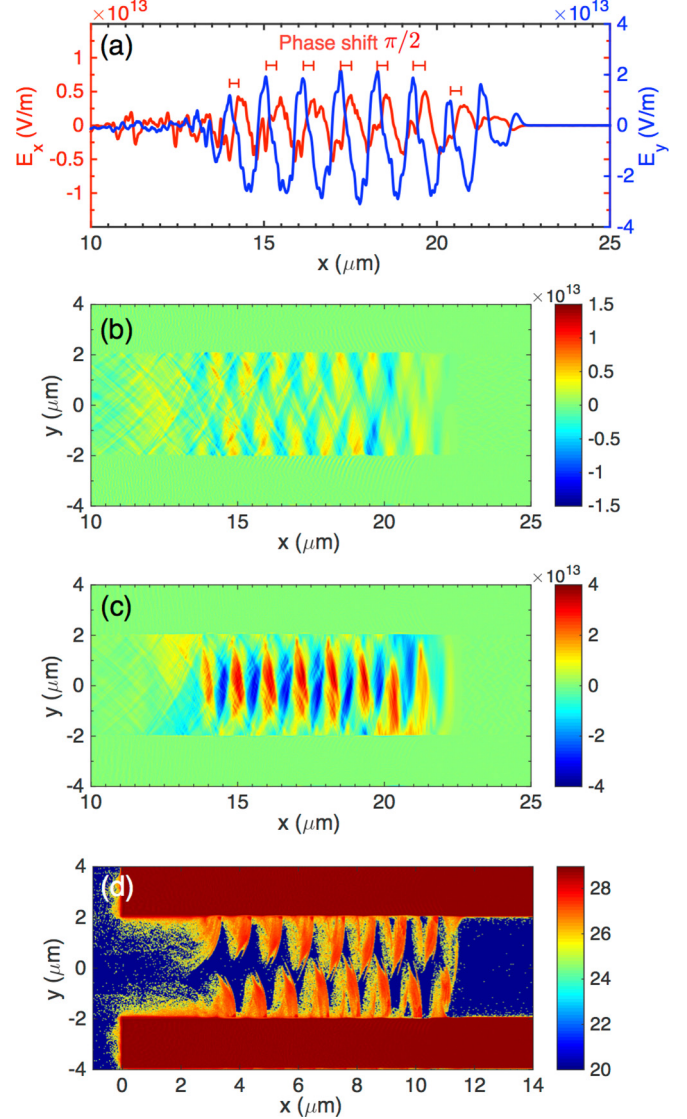 ×10¹³ ×10¹³
(a) Phase shift π/2
1 0.5 0 -0.5 -1
4 2 0 -2 -4
Eₓ (V/m)
E_y (V/m)
10 15 20 25
x (μm)
×10¹³
(b)
4 2 0 -2 -4
y (μm)
1.5 1 0.5 0 -0.5 -1 -1.5
10 15 20 25
x (μm)
×10¹³
(c)
4 2 0 -2 -4
y (μm)
4 2 0 -2 -4
10 15 20 25
x (μm)
(d)
4 2 0 -2 -4
y (μm)
28 26 24 22 20
0 2 4 6 8 10 12 14
x (μm)